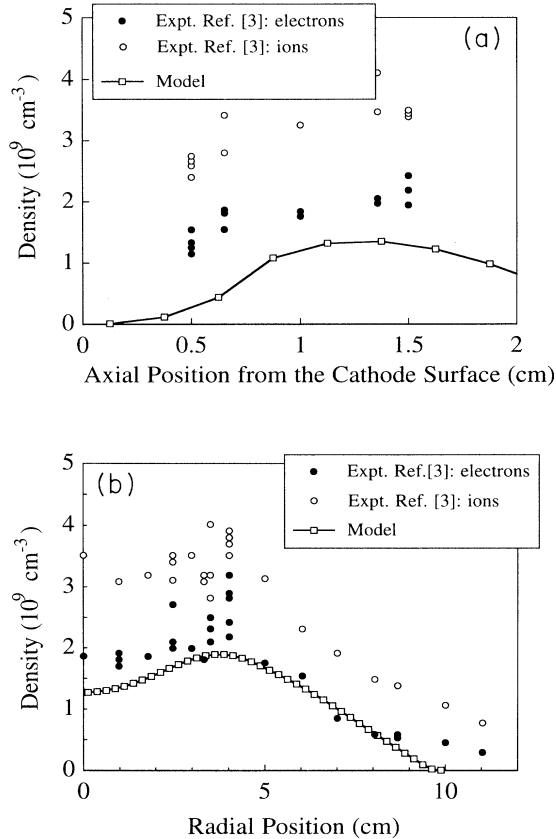 Expt. Ref. [3]: electrons
Expt. Ref. [3]: ions
Model
(a)
5
4
3
2
1
0
Density (10⁹ cm⁻³)
0 0.5 1 1.5 2
Axial Position from the Cathode Surface (cm)
Expt. Ref.[3]: electrons
Expt. Ref. [3]: ions
Model
(b)
5
4
3
2
1
0
Density (10⁹ cm⁻³)
0 5 10
Radial Position (cm)